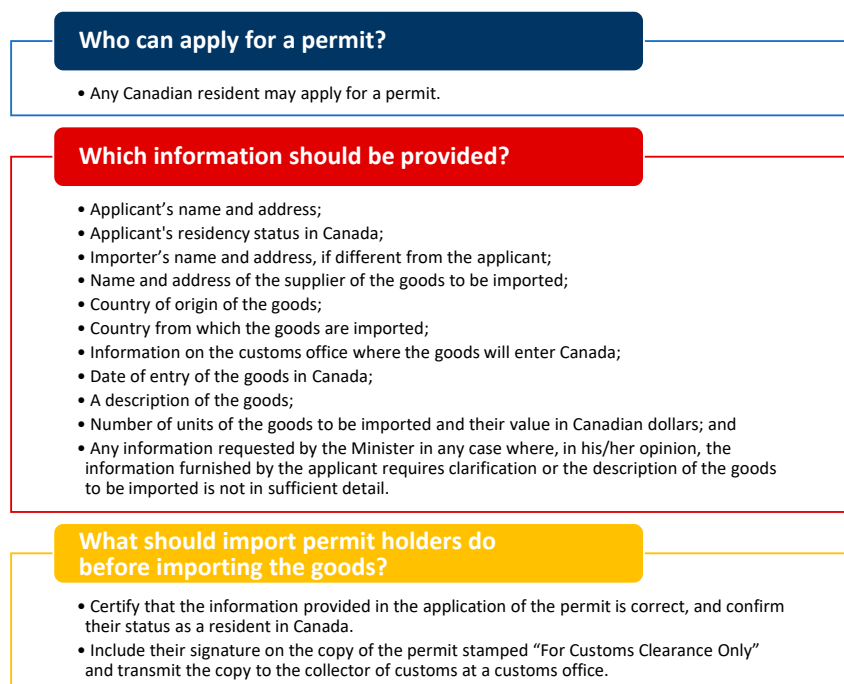 Who can apply for a permit?
• Any Canadian resident may apply for a permit.
Which information should be provided?
• Applicant’s name and address;
• Applicant's residency status in Canada;
• Importer’s name and address, if different from the applicant;
• Name and address of the supplier of the goods to be imported;
• Country of origin of the goods;
• Country from which the goods are imported;
• Information on the customs office where the goods will enter Canada;
• Date of entry of the goods in Canada;
• A description of the goods;
• Number of units of the goods to be imported and their value in Canadian dollars; and
• Any information requested by the Minister in any case where, in his/her opinion, the
information furnished by the applicant requires clarification or the description of the goods
to be imported is not in sufficient detail.
What should import permit holders do
before importing the goods?
• Certify that the information provided in the application of the permit is correct, and confirm
their status as a resident in Canada.
• Include their signature on the copy of the permit stamped “For Customs Clearance Only”
and transmit the copy to the collector of customs at a customs office.